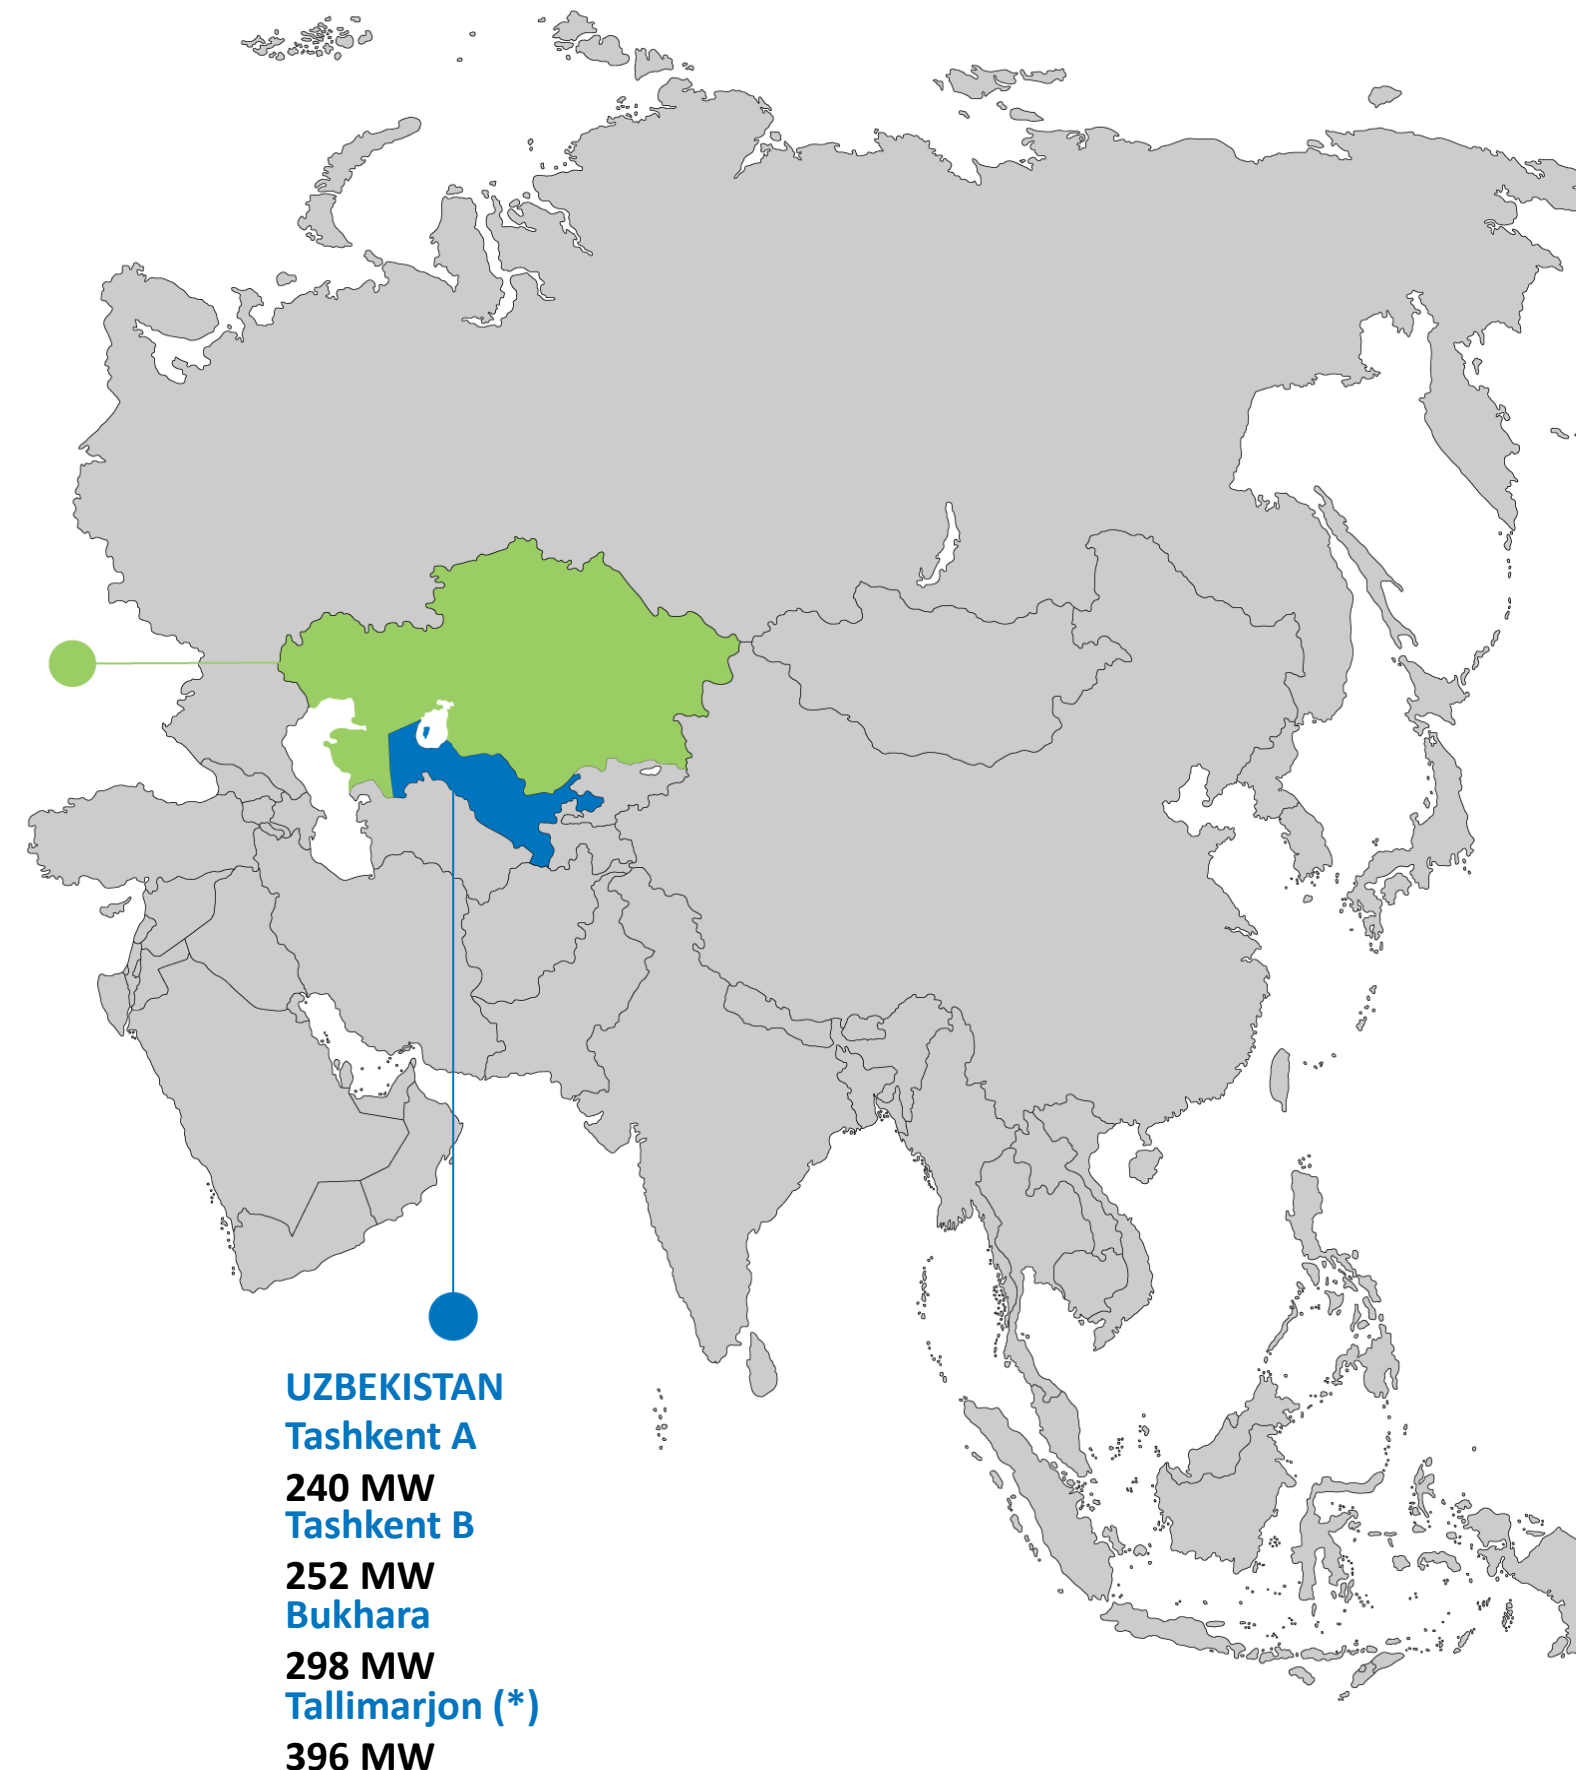 UZBEKISTAN
Tashkent A
240 MW
Tashkent B
252 MW
Bukhara
298 MW
Tallimarjon (*)
396 MW